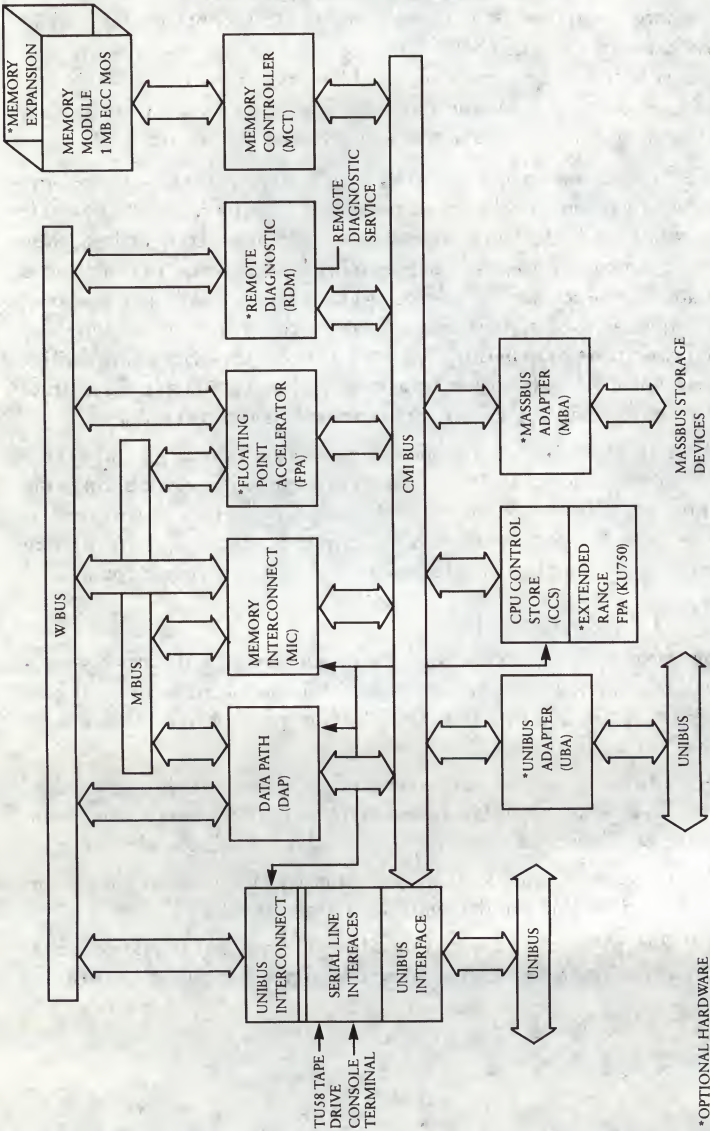 *MEMORY
EXPANSION
MEMORY
MODULE
1 MB ECC MOS
MEMORY
CONTROLLER
(MCT)
W BUS
*REMOTE
DIAGNOSTIC
(RDM)
REMOTE
DIAGNOSTIC
SERVICE
M BUS
*FLOATING
POINT
ACCELERATOR
(FPA)
MEMORY
INTERCONNECT
(MIC)
DATA PATH
(DAP)
CMI BUS
UNIBUS
INTERCONNECT
SERIAL LINE
INTERFACES
UNIBUS
INTERFACE
TU58 TAPE
DRIVE
CONSOLE
TERMINAL
UNIBUS
*UNIBUS
ADAPTER
(UBA)
UNIBUS
CPU CONTROL
STORE
(CCS)
*EXTENDED
RANGE
FPA (KU750)
*MASSBUS
ADAPTER
(MBA)
MASSBUS STORAGE
DEVICES
*OPTIONAL HARDWARE